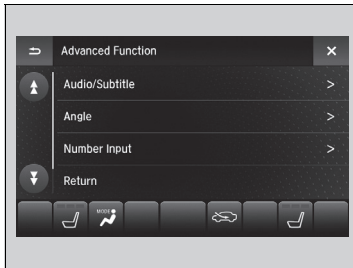 Advanced Function
Audio/Subtitle
Angle
Number Input
Return
MODE